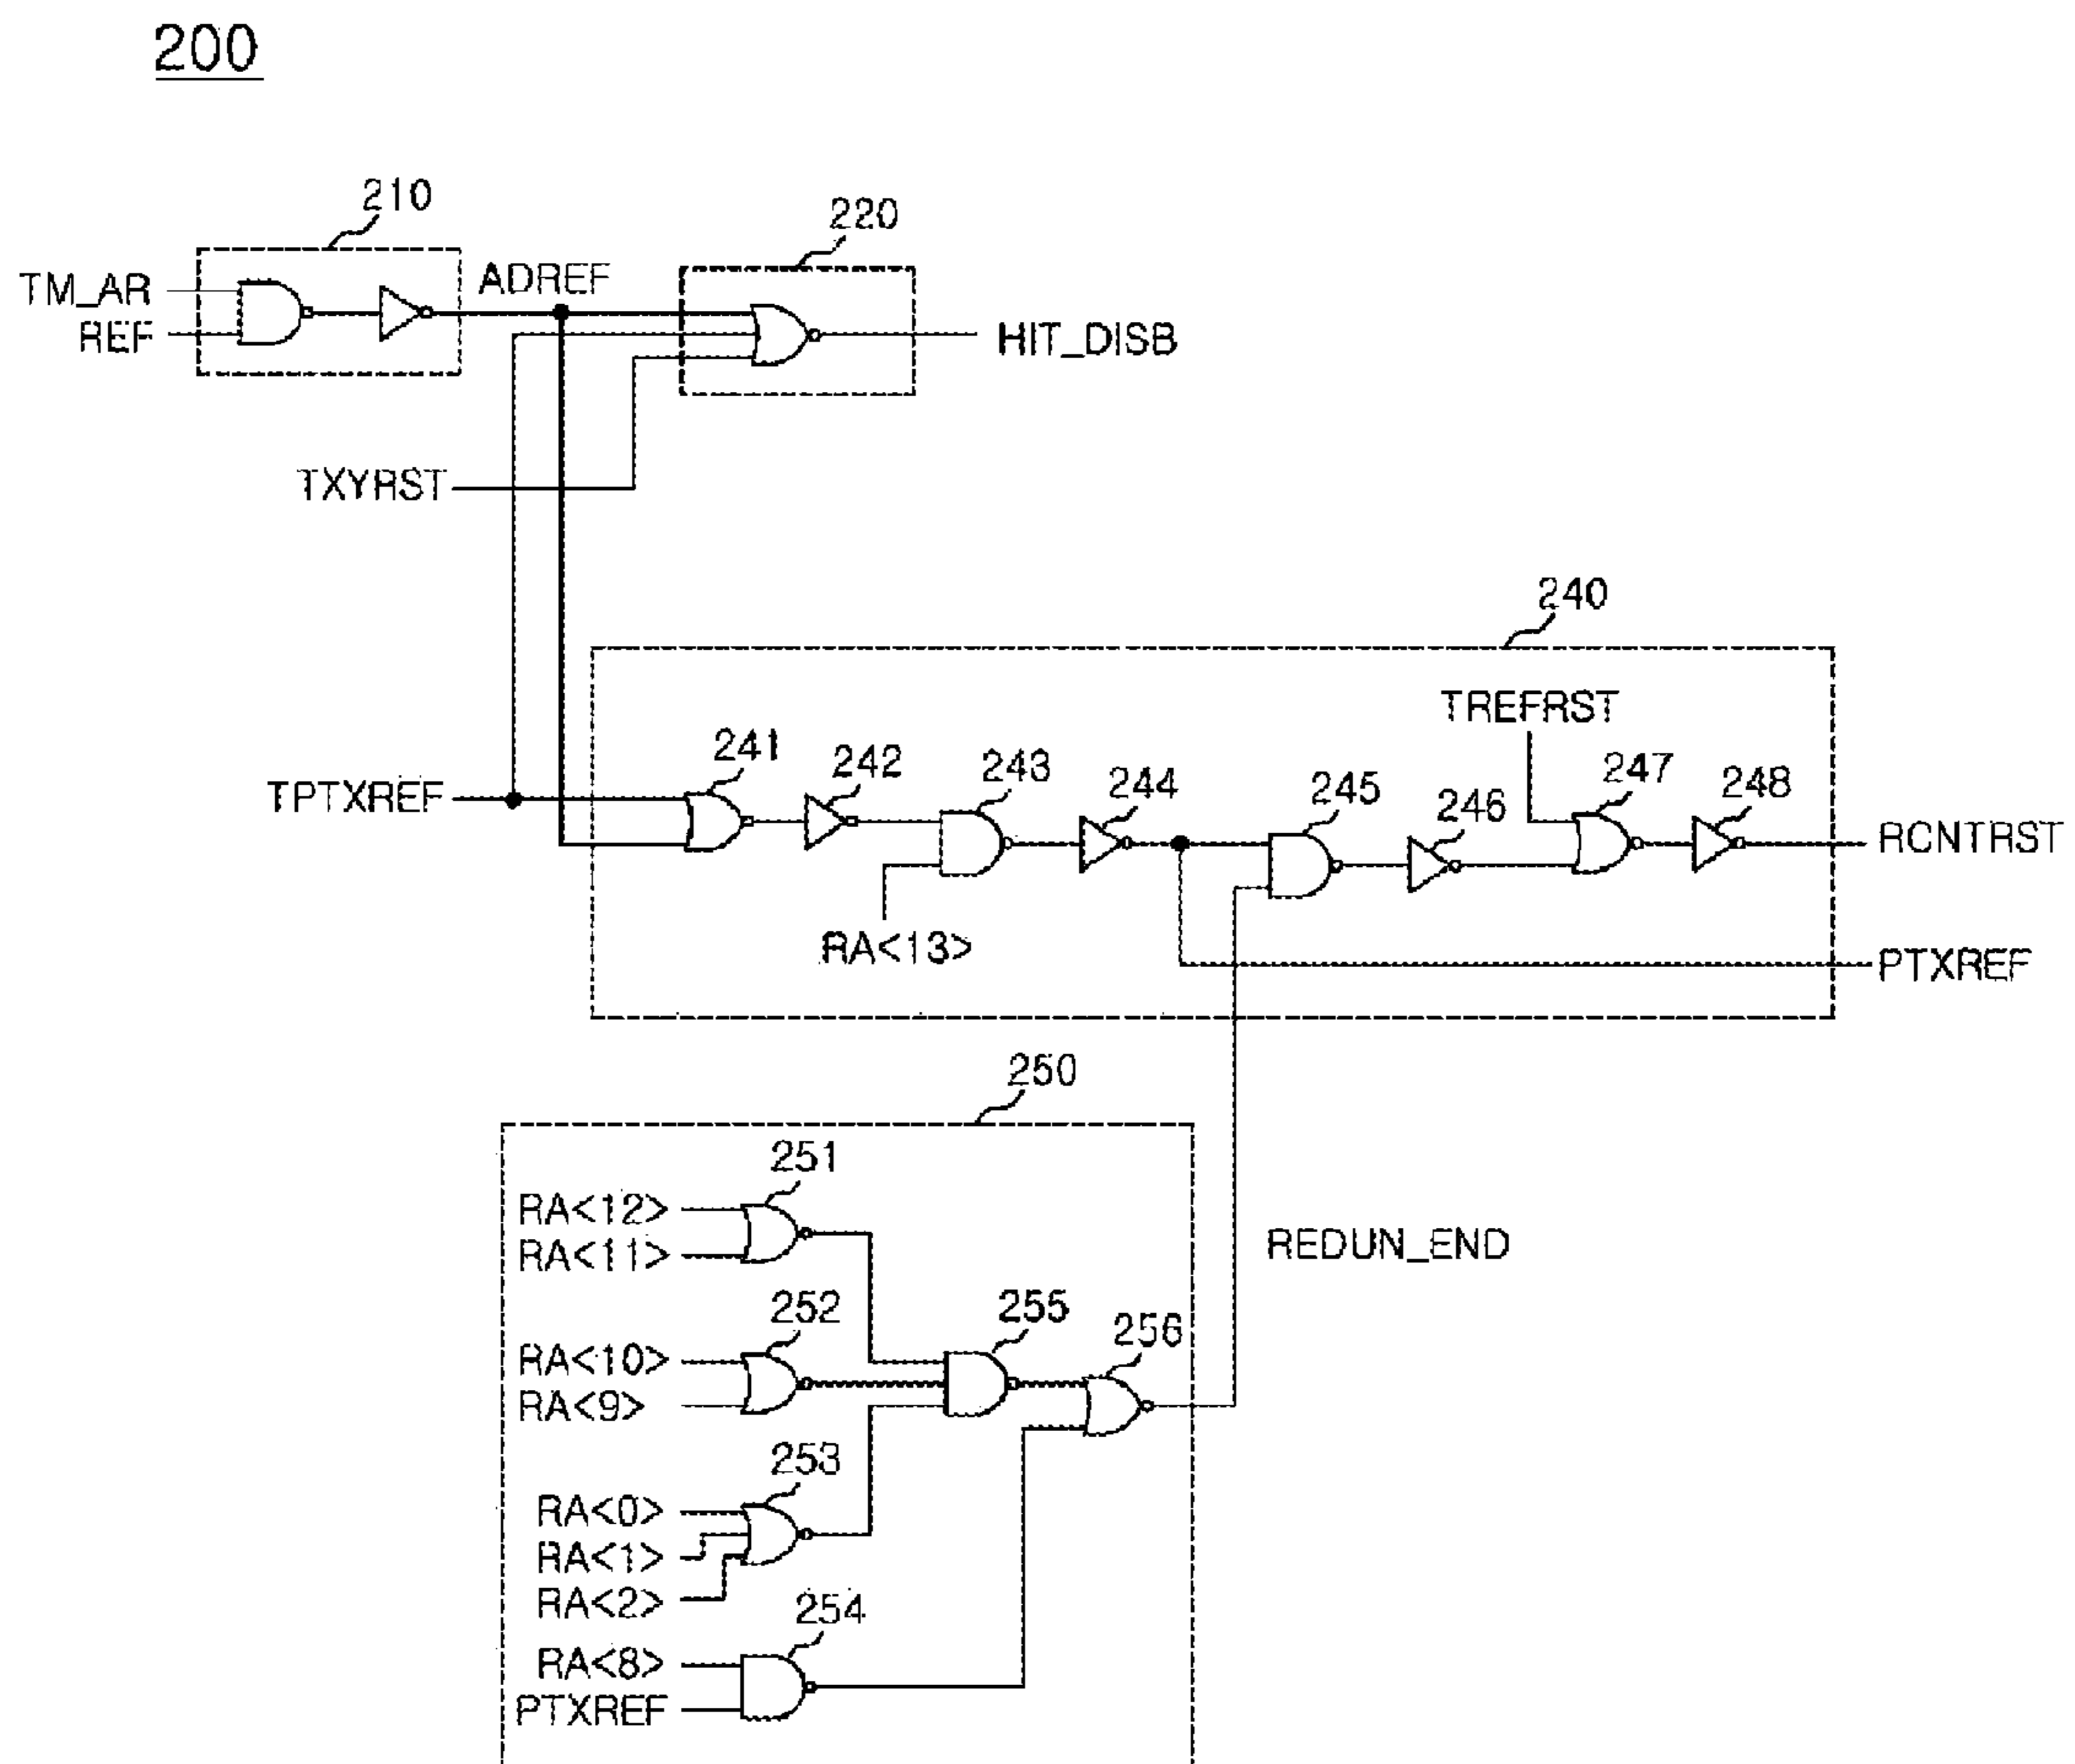 200
210
220
TM_AR
REF
ADREF
HIT_DISB
TXYRST
240
TREFRST
TPTXREF
241
242
243
244
245
246
247
248
RCNTRST
RA<13>
PTXREF
250
251
RA<12>
RA<11>
REDUN_END
252
RA<10>
RA<9>
255
256
253
RA<0>
RA<1>
RA<2>
254
RA<8>
PTXREF